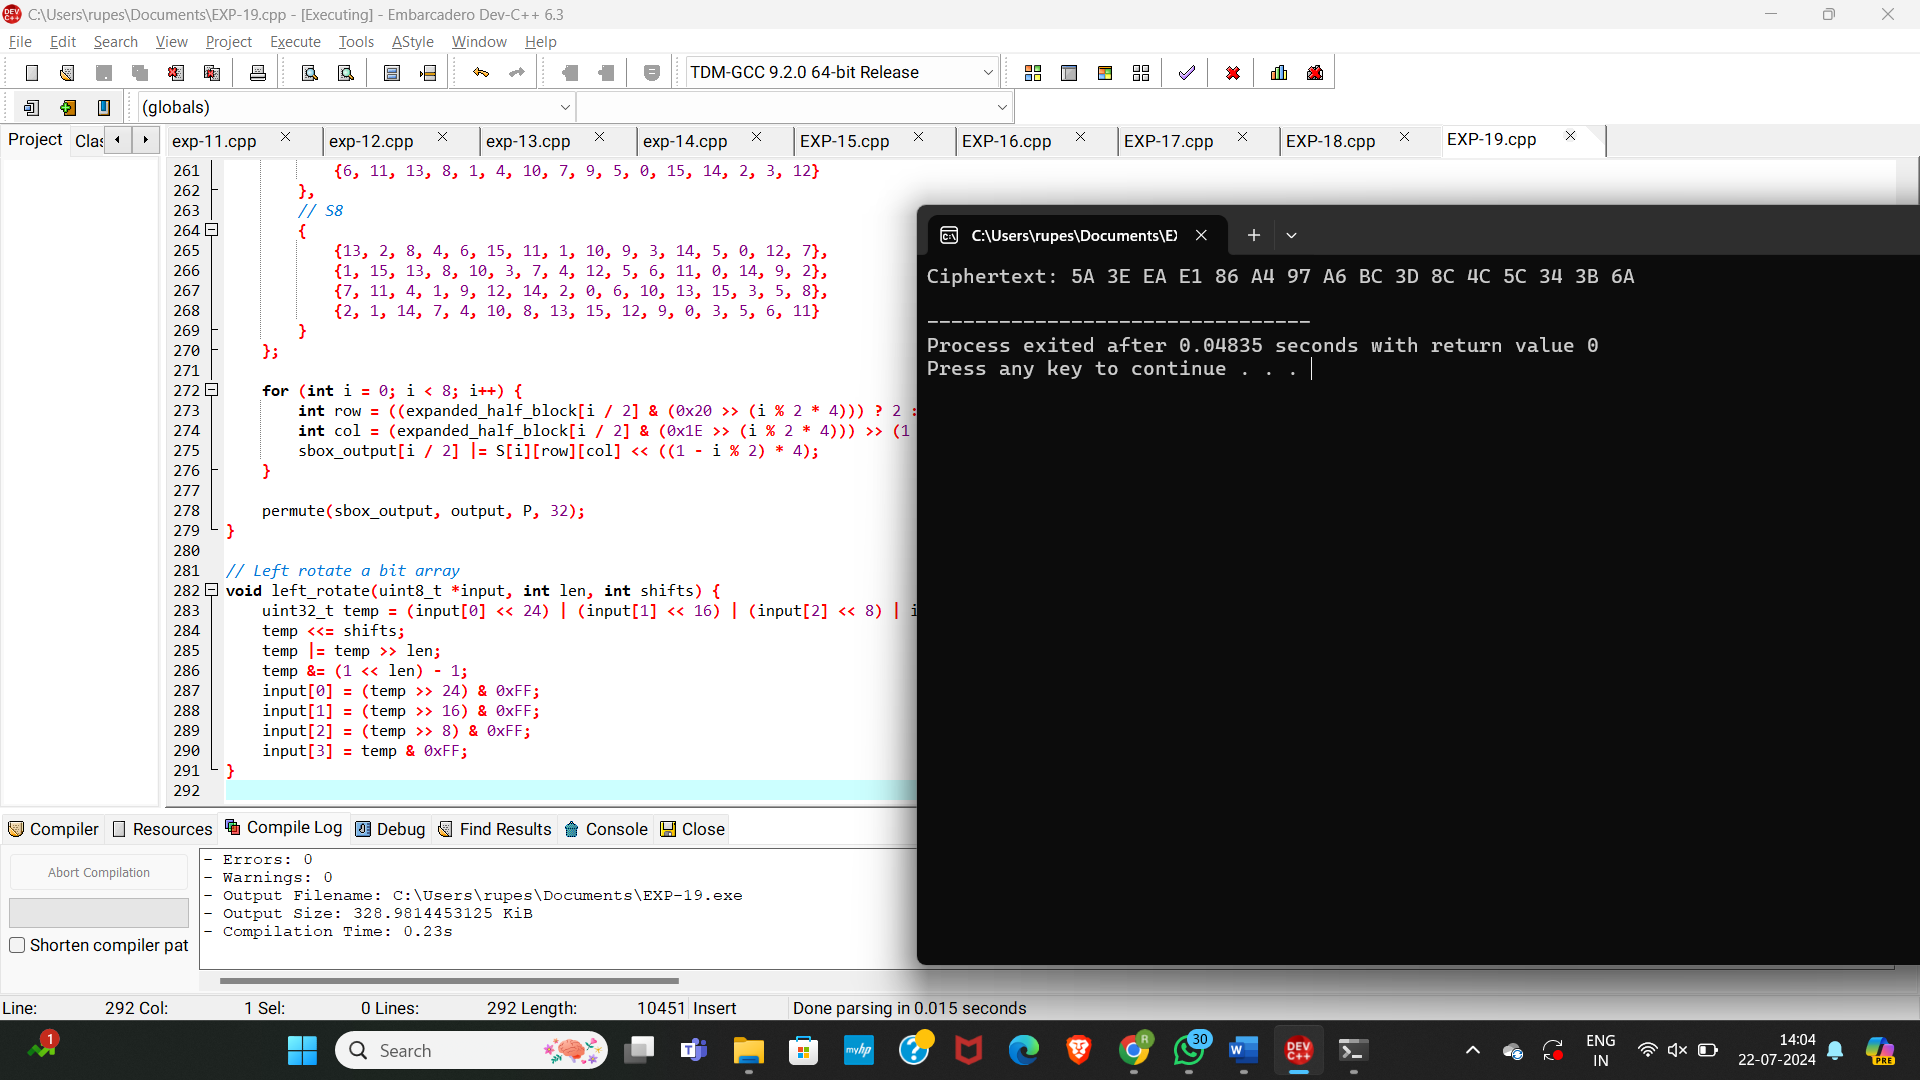 C:\Users\rupes\Documents\EXP-19.cpp - [Executing] - Embarcadero Dev-C++ 6.3
File Edit Search View Project Execute Tools AStyle Window Help
TDM-GCC 9.2.0 64-bit Release
(globals)
Project Clas exp-11.cpp exp-12.cpp exp-13.cpp exp-14.cpp EXP-15.cpp EXP-16.cpp EXP-17.cpp EXP-18.cpp EXP-19.cpp
261 {6, 11, 13, 8, 1, 4, 10, 7, 9, 5, 0, 15, 14, 2, 3, 12}
262 },
263 // S8
264 {
265 {13, 2, 8, 4, 6, 15, 11, 1, 10, 9, 3, 14, 5, 0, 12, 7},
266 {1, 15, 13, 8, 10, 3, 7, 4, 12, 5, 6, 11, 0, 14, 9, 2},
267 {7, 11, 4, 1, 9, 12, 14, 2, 0, 6, 10, 13, 15, 3, 5, 8},
268 {2, 1, 14, 7, 4, 10, 8, 13, 15, 12, 9, 0, 3, 5, 6, 11}
269 }
270 };
271
272 for (int i = 0; i < 8; i++) {
273 int row = ((expanded_half_block[i / 2] & (0x20 >> (i % 2 * 4))) ? 2 :
274 int col = (expanded_half_block[i / 2] & (0x1E >> (i % 2 * 4))) >> (1
275 sbox_output[i / 2] |= S[i][row][col] << ((1 - i % 2) * 4);
276 }
277
278 permute(sbox_output, output, P, 32);
279 }
280
281 // Left rotate a bit array
282 void left_rotate(uint8_t *input, int len, int shifts) {
283 uint32_t temp = (input[0] << 24) | (input[1] << 16) | (input[2] << 8) | i
284 temp <<= shifts;
285 temp |= temp >> len;
286 temp &= (1 << len) - 1;
287 input[0] = (temp >> 24) & 0xFF;
288 input[1] = (temp >> 16) & 0xFF;
289 input[2] = (temp >> 8) & 0xFF;
290 input[3] = temp & 0xFF;
291 }
292
C:\Users\rupes\Documents\E
Ciphertext: 5A 3E EA E1 86 A4 97 A6 BC 3D 8C 4C 5C 34 3B 6A
--------------------------------
Process exited after 0.04835 seconds with return value 0
Press any key to continue . . .
Compiler Resources Compile Log Debug Find Results Console Close
Abort Compilation
Shorten compiler pat
- Errors: 0
- Warnings: 0
- Output Filename: C:\Users\rupes\Documents\EXP-19.exe
- Output Size: 328.9814453125 KiB
- Compilation Time: 0.23s
Line: 292 Col: 1 Sel: 0 Lines: 292 Length: 10451 Insert Done parsing in 0.015 seconds
1
Search
myhp
R
30
DEV C++
ENG
IN
14:04
22-07-2024
PRE